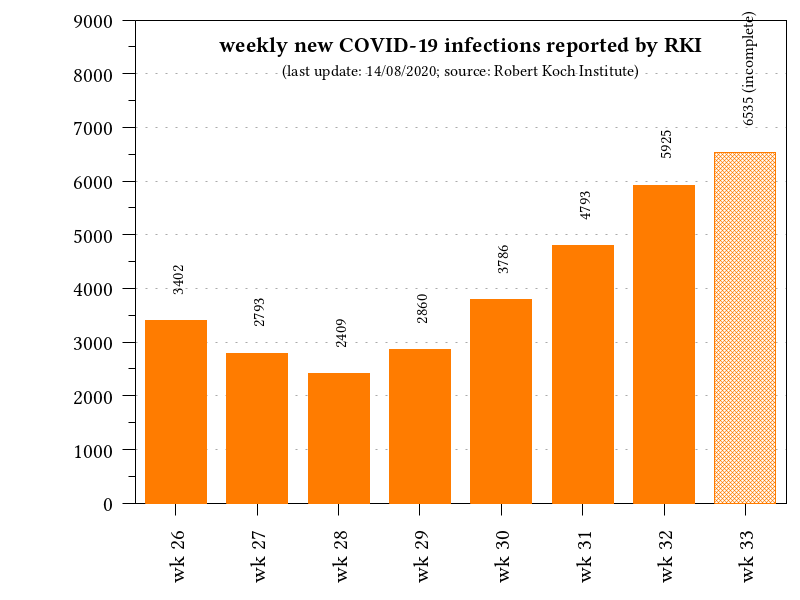 weekly new COVID-19 infections reported by RKI
(last update: 14/08/2020; source: Robert Koch Institute)
9000
8000
7000
6000
5000
4000
3000
2000
1000
0
3402
2793
2409
2860
3786
4793
5925
6535 (incomplete)
wk 26
wk 27
wk 28
wk 29
wk 30
wk 31
wk 32
wk 33